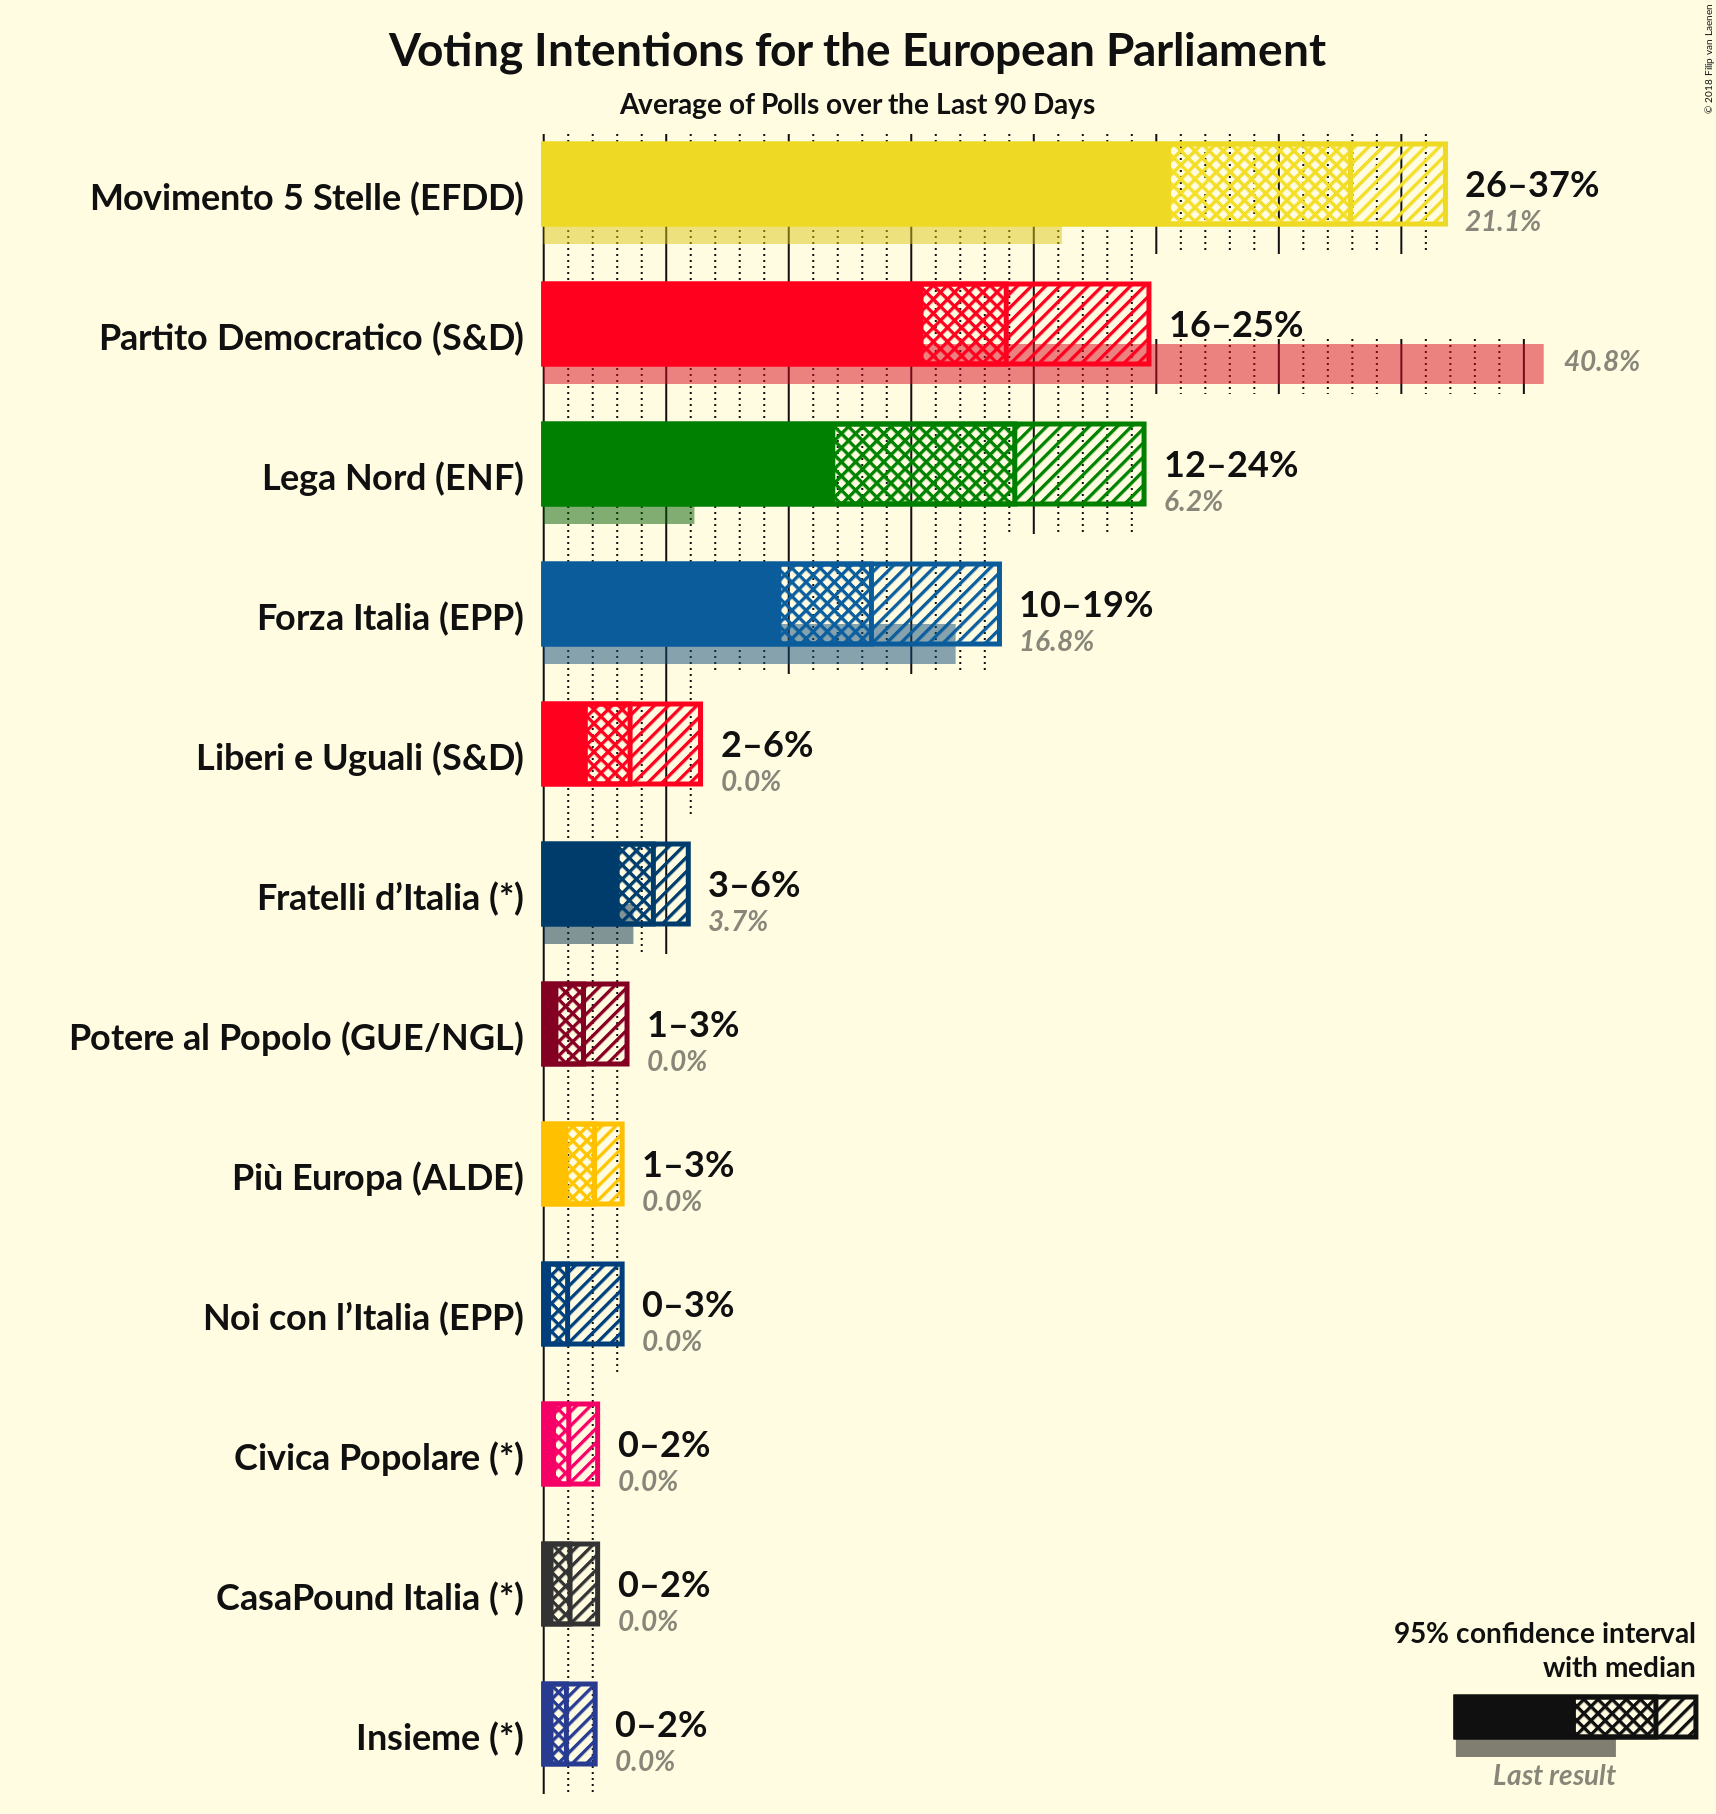 Voting Intentions for the European Parliament
Average of Polls over the Last 90 Days
© 2018 Filip van Laenen
Movimento 5 Stelle (EFDD)
26–37%
21.1%
Partito Democratico (S&D)
16–25%
40.8%
Lega Nord (ENF)
12–24%
6.2%
Forza Italia (EPP)
10–19%
16.8%
Liberi e Uguali (S&D)
2–6%
0.0%
Fratelli d’Italia (*)
3–6%
3.7%
Potere al Popolo (GUE/NGL)
1–3%
0.0%
Più Europa (ALDE)
1–3%
0.0%
Noi con l’Italia (EPP)
0–3%
0.0%
Civica Popolare (*)
0–2%
0.0%
CasaPound Italia (*)
0–2%
0.0%
Insieme (*)
0–2%
0.0%
95% confidence interval
with median
Last result